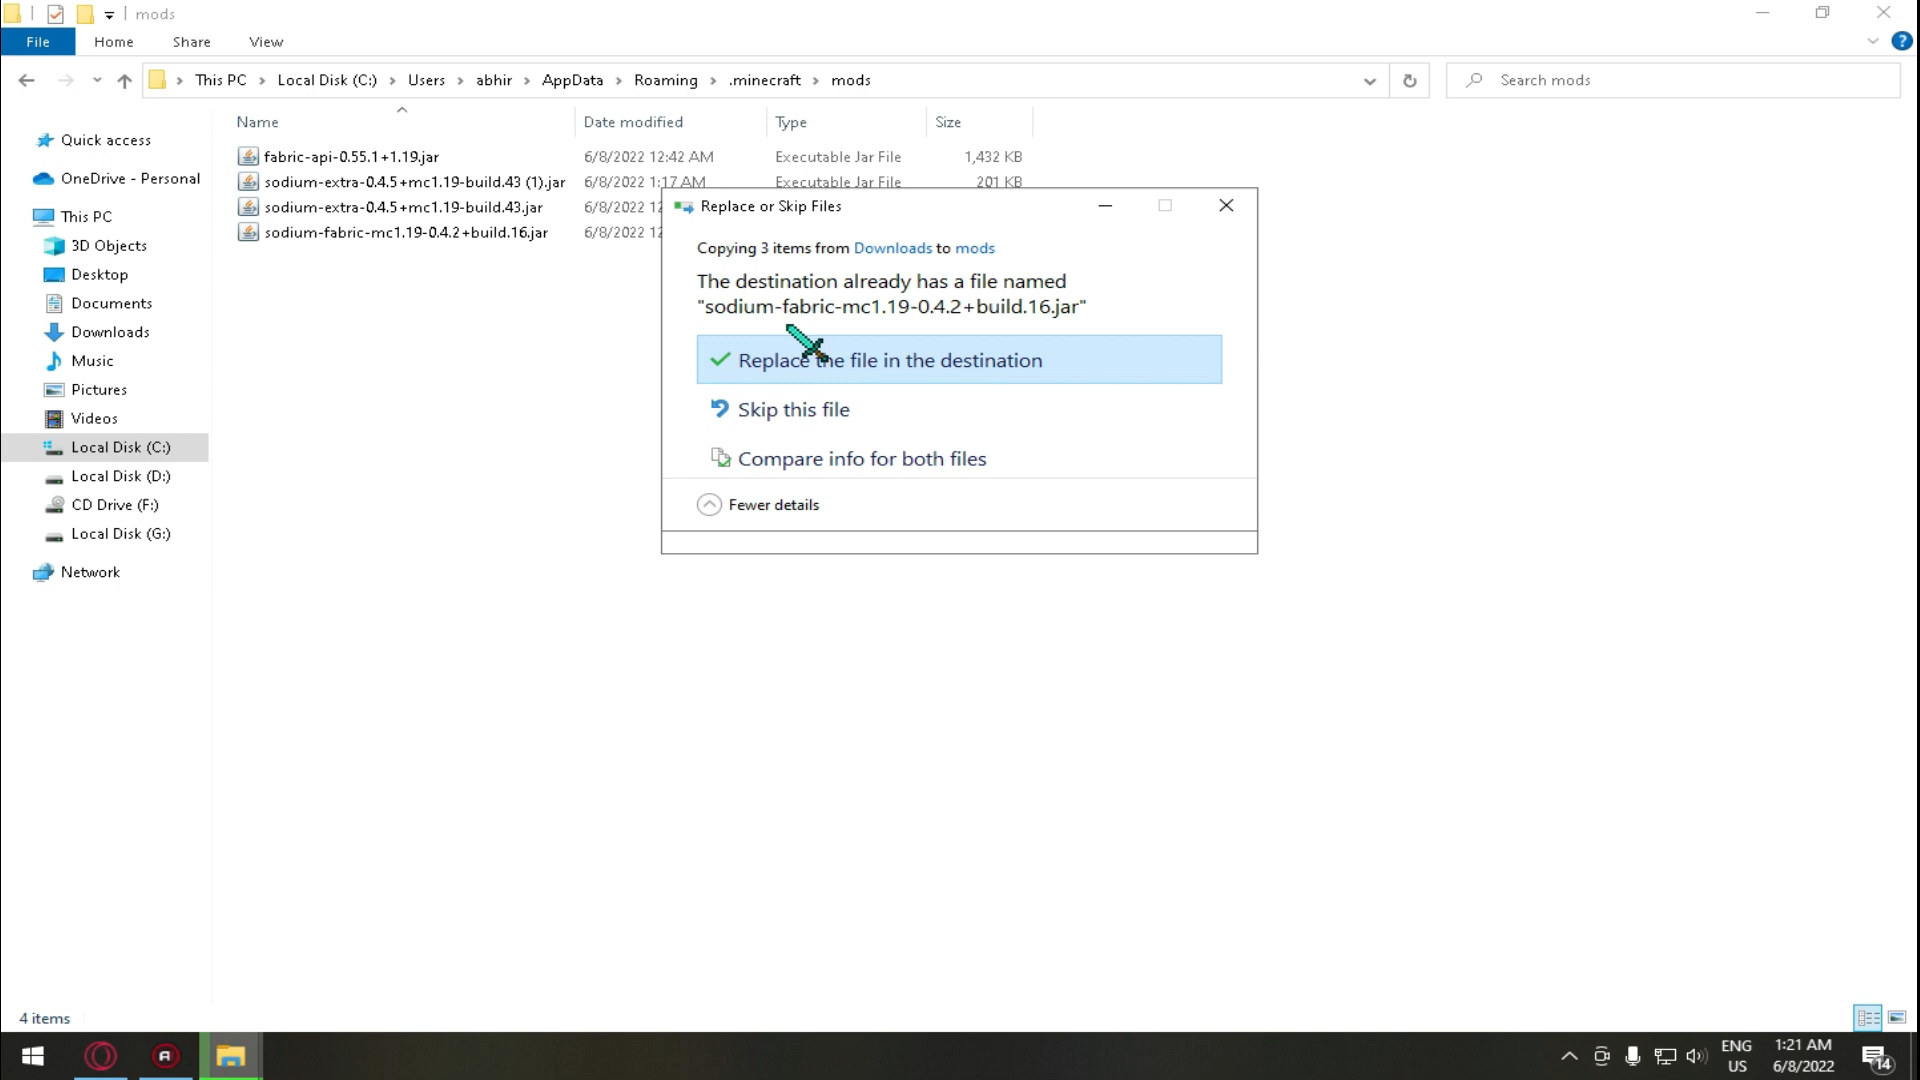 mods
File
Home
Share
View
This PC
Local Disk (C:)
Users
abhir
AppData
Roaming
.minecraft
mods
Search mods
Name
Date modified
Type
Size
fabric-api-0.55.1+1.19.jar
6/8/2022 12:42 AM
Executable Jar File
1,432 KB
sodium-extra-0.4.5+mc1.19-build.43 (1).jar
6/8/2022 1:17 AM
Executable Jar File
201 KB
sodium-extra-0.4.5+mc1.19-build.43.jar
6/8/2022 12
sodium-fabric-mc1.19-0.4.2+build.16.jar
6/8/2022 12
Quick access
OneDrive - Personal
This PC
3D Objects
Desktop
Documents
Downloads
Music
Pictures
Videos
Local Disk (C:)
Local Disk (D:)
CD Drive (F:)
Local Disk (G:)
Network
Replace or Skip Files
Copying 3 items from Downloads to mods
The destination already has a file named
"sodium-fabric-mc1.19-0.4.2+build.16.jar"
Replace the file in the destination
Skip this file
Compare info for both files
Fewer details
4 items
ENG
US
1:21 AM
6/8/2022
14